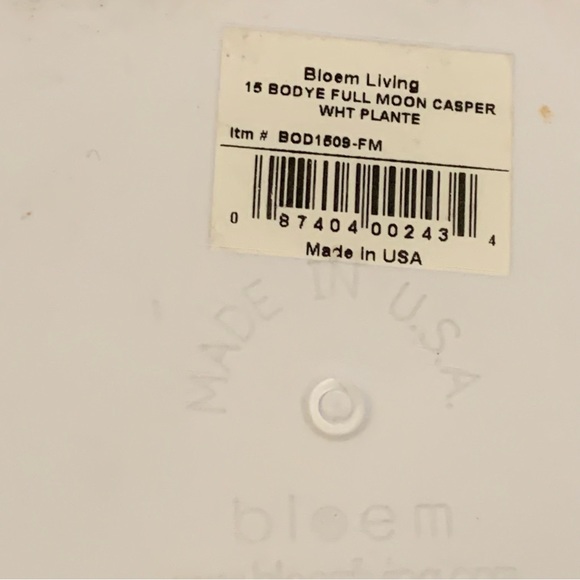 Bloem Living
15 BODYE FULL MOON CASPER
WHT PLANTE
Itm # BOD1509-FM
0 87404 00243 4
Made in USA
MADE IN U.S.A.
bloem